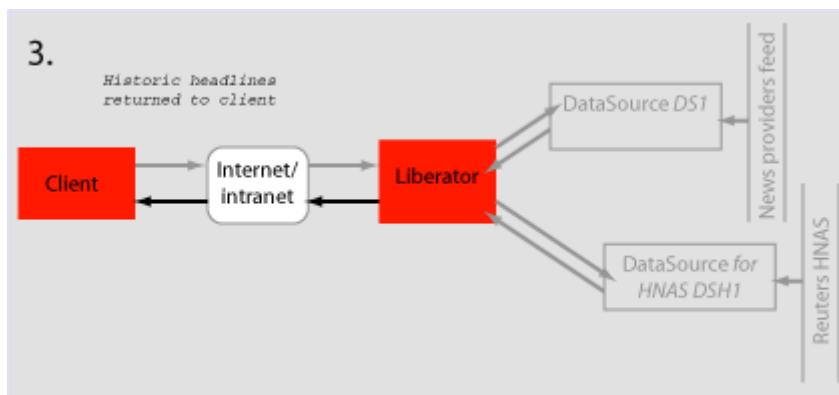 3.
Historic headlines
returned to client
Client
Internet/
intranet
Liberator
DataSource DS1
DataSource for
HNAS DSH1
News providers feed
Reuters HNAS